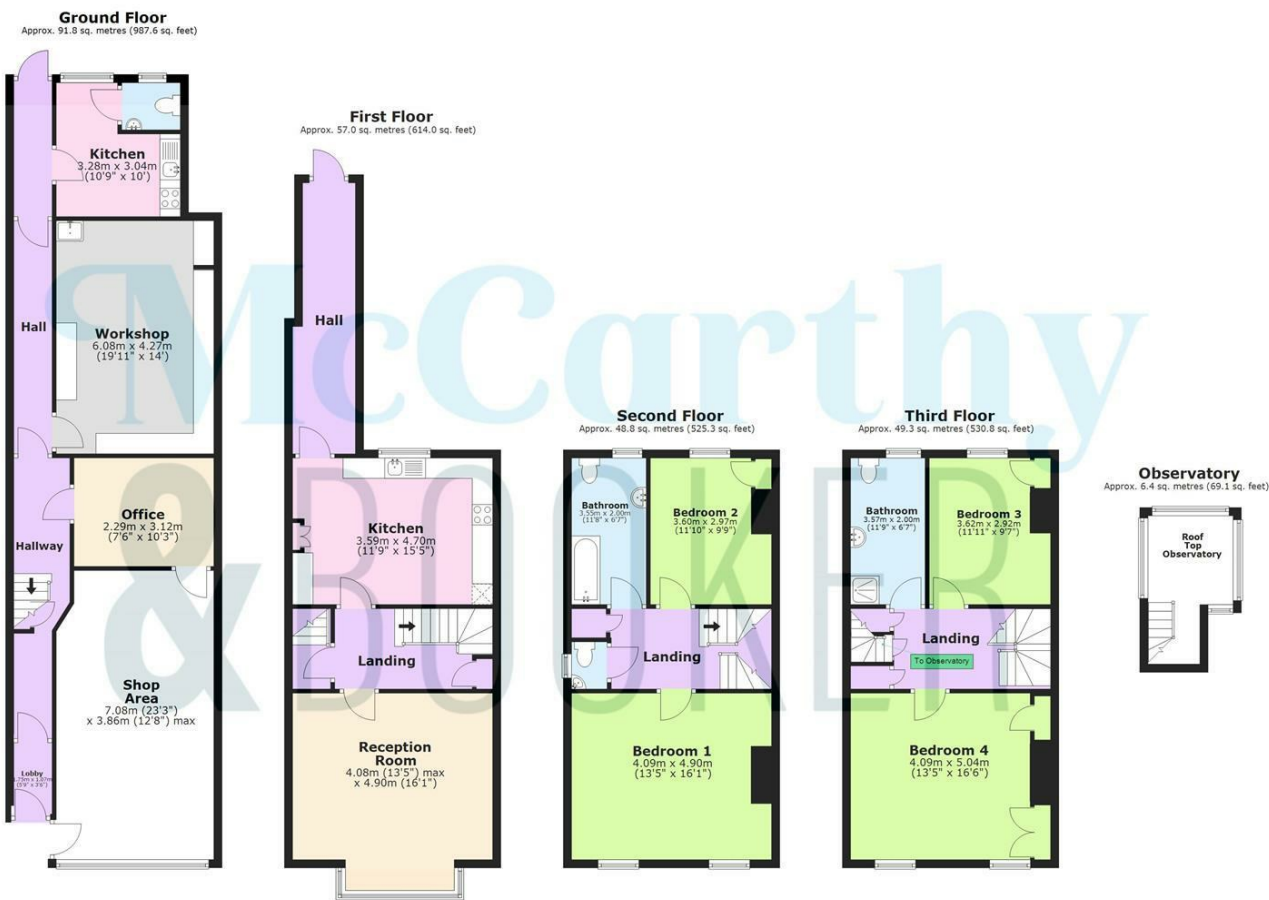 Ground Floor
Approx. 91.8 sq. metres (987.6 sq. feet)
Kitchen
3.28m x 3.04m
(10'9" x 10')
Hall
Workshop
6.08m x 4.27m
(19'11" x 14')
Office
2.29m x 3.12m
(7'6" x 10'3")
Hallway
Shop
Area
7.08m (23'3")
x 3.86m (12'8") max
Lobby
1.75m x 1.07m
(5'9" x 3'6")
First Floor
Approx. 57.0 sq. metres (614.0 sq. feet)
Hall
Kitchen
3.59m x 4.70m
(11'9" x 15'5")
Landing
Reception
Room
4.08m (13'5") max
x 4.90m (16'1")
Second Floor
Approx. 48.8 sq. metres (525.3 sq. feet)
Bathroom
3.55m x 2.00m
(11'8" x 6'7")
Bedroom 2
3.60m x 2.97m
(11'10" x 9'9")
Landing
Bedroom 1
4.09m x 4.90m
(13'5" x 16'1")
Third Floor
Approx. 49.3 sq. metres (530.8 sq. feet)
Bathroom
3.57m x 2.00m
(11'9" x 6'7")
Bedroom 3
3.62m x 2.92m
(11'11" x 9'7")
Landing
To Observatory
Bedroom 4
4.09m x 5.04m
(13'5" x 16'6")
Observatory
Approx. 6.4 sq. metres (69.1 sq. feet)
Roof
Top
Observatory
McCarthy
& BOOKER